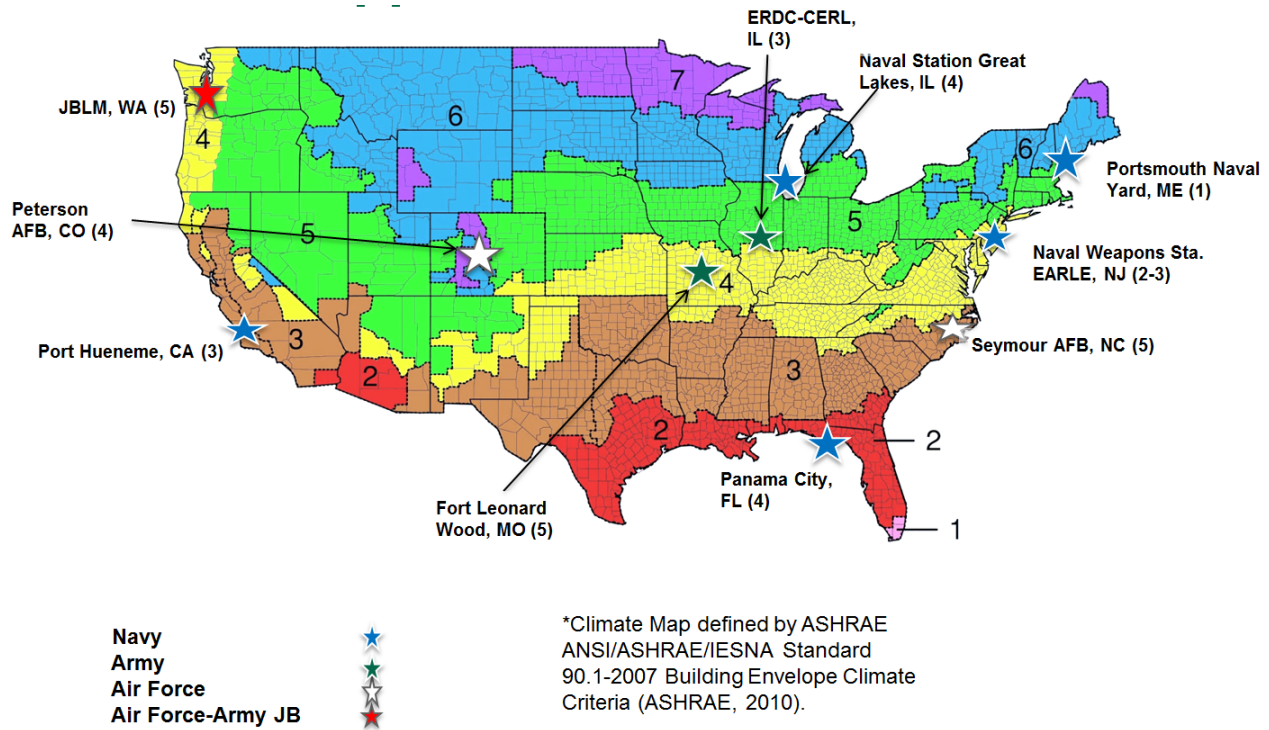 ERDC-CERL,
IL (3)
Naval Station Great
Lakes, IL (4)
JBLM, WA (5)
7
6
4
6
Portsmouth Naval
Yard, ME (1)
Peterson
AFB, CO (4)
5
5
Naval Weapons Sta.
EARLE, NJ (2-3)
4
Port Hueneme, CA (3)
3
Seymour AFB, NC (5)
2
3
2
2
Panama City,
FL (4)
Fort Leonard
Wood, MO (5)
1
Navy
Army
Air Force
Air Force-Army JB
*Climate Map defined by ASHRAE
ANSI/ASHRAE/IESNA Standard
90.1-2007 Building Envelope Climate
Criteria (ASHRAE, 2010).